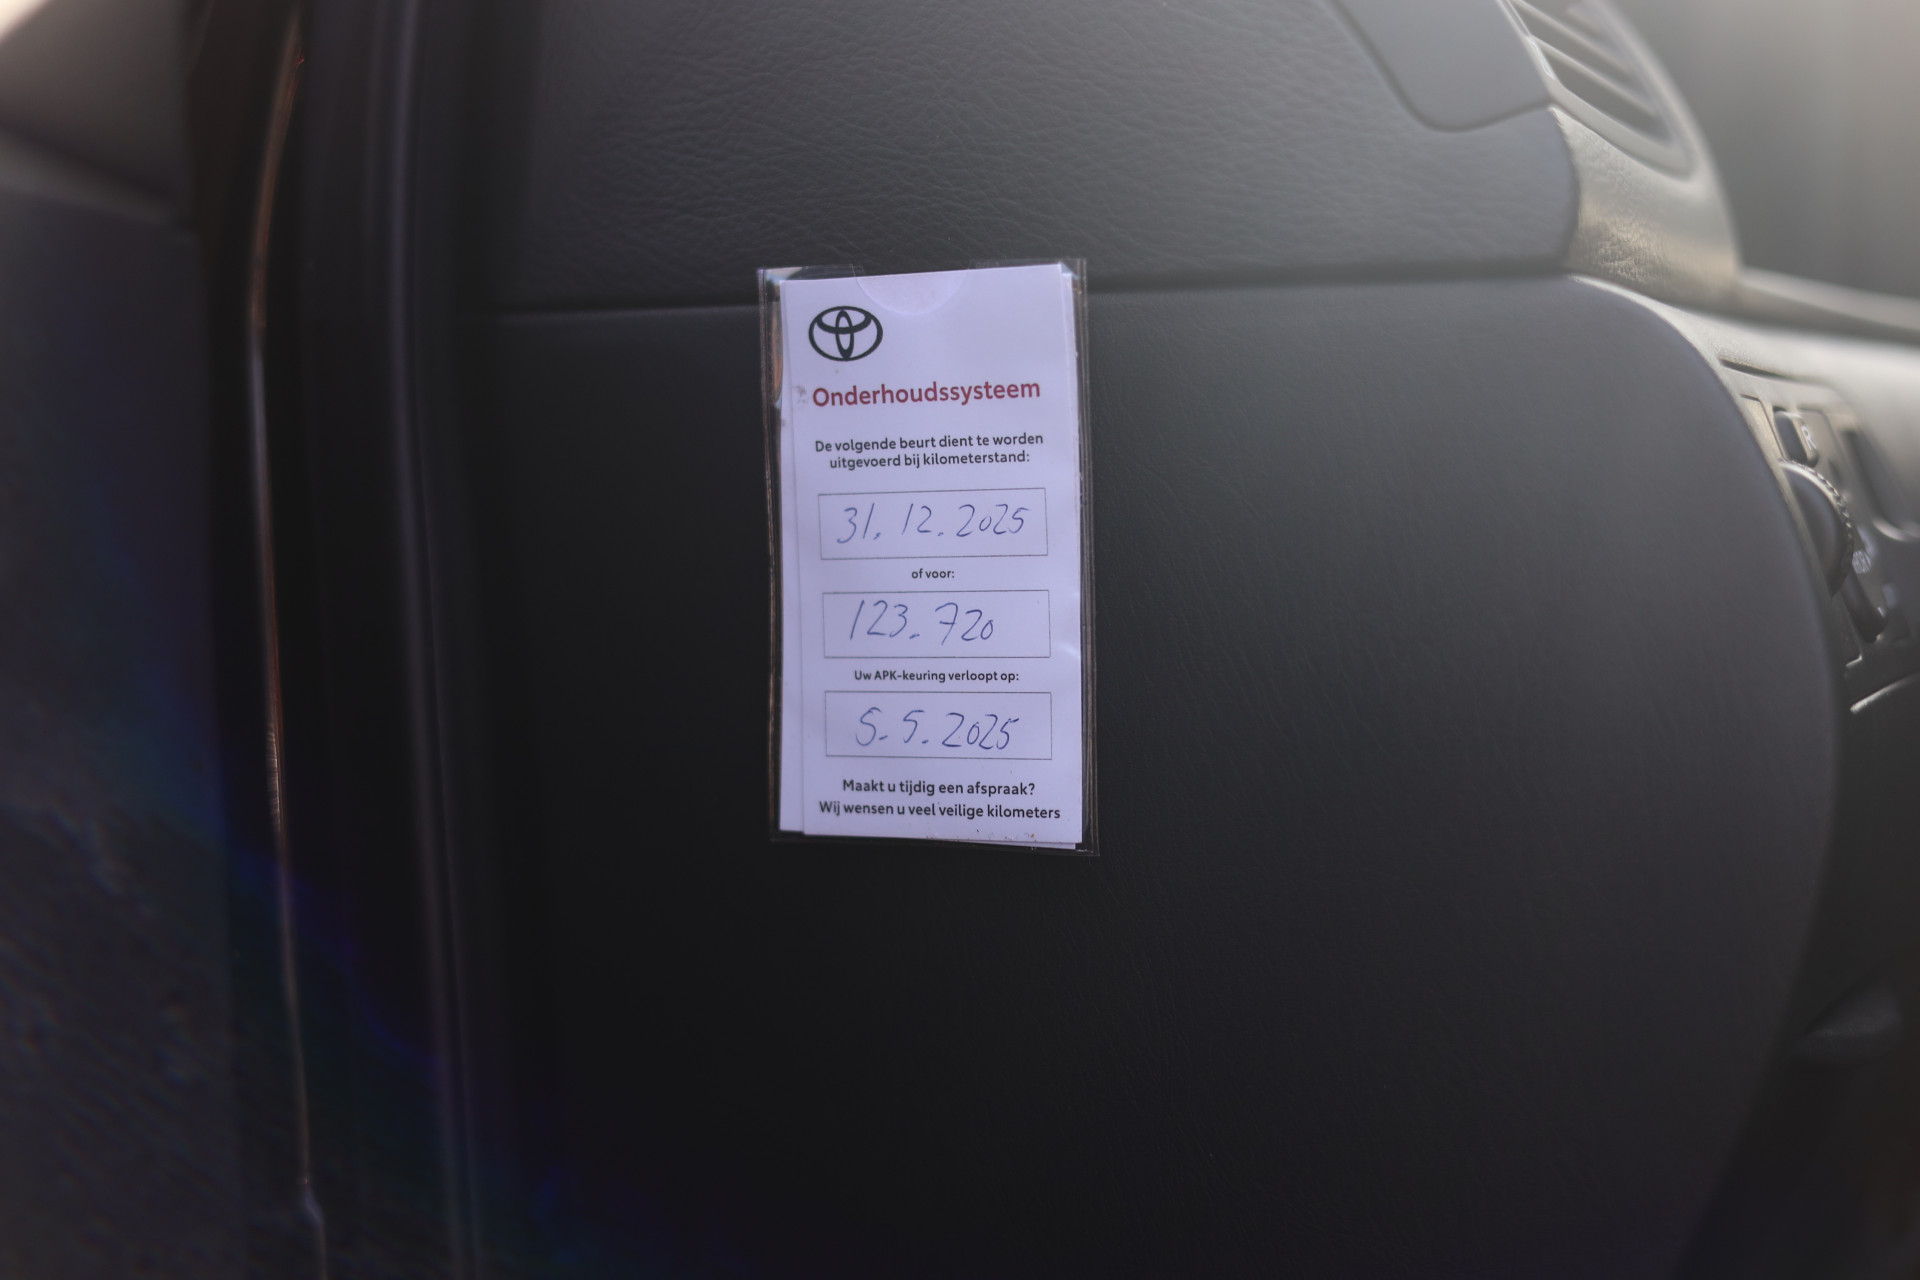 Onderhoudssysteem
De volgende beurt dient te worden
uitgevoerd bij kilometerstand:
31.12.2025
of voor:
123.720
Uw APK-keuring verloopt op:
5.5.2025
Maakt u tijdig een afspraak?
Wij wensen u veel veilige kilometers